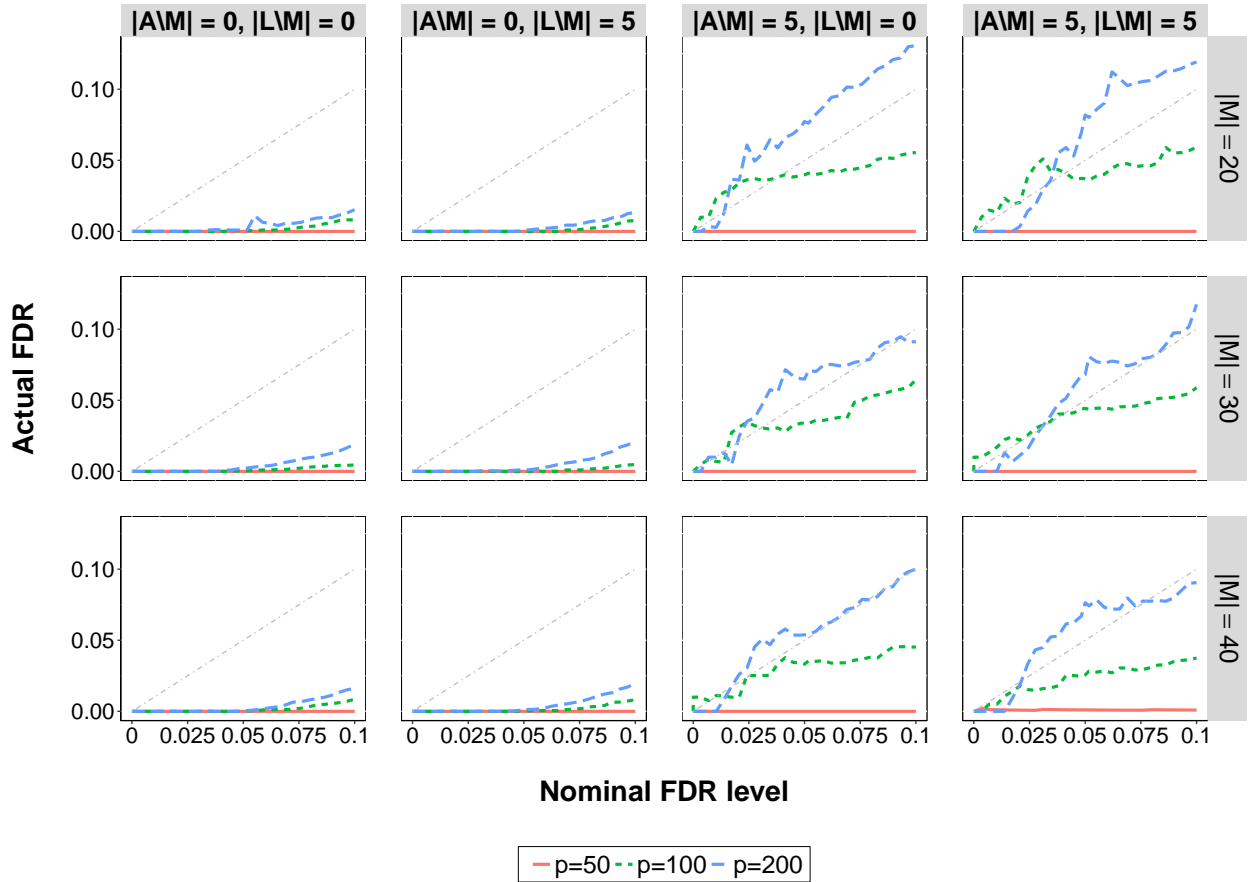 |A\M| = 0, |L\M| = 0
|A\M| = 0, |L\M| = 5
|A\M| = 5, |L\M| = 0
|A\M| = 5, |L\M| = 5
0.10
0.05
0.00
|M| = 20
0.10
0.05
0.00
|M| = 30
0.10
0.05
0.00
|M| = 40
Actual FDR
0 0.025 0.05 0.075 0.1
0 0.025 0.05 0.075 0.1
0 0.025 0.05 0.075 0.1
0 0.025 0.05 0.075 0.1
Nominal FDR level
p=50 p=100 p=200